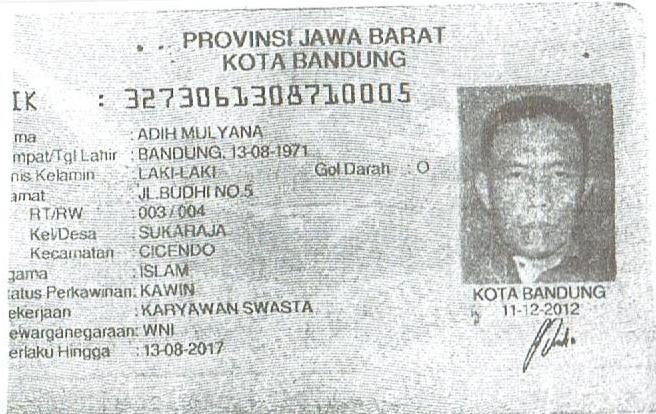 PROVINSI JAWA BARAT
KOTA BANDUNG
IK : 3273061308710005
ma : ADIH MULYANA
mpat/Tgl Lahir : BANDUNG, 13-08-1971
nis Kelamin : LAKI-LAKI Gol Darah : O
amat : JL.BUDHI NO.5
RT/RW : 003 / 004
Kel/Desa : SUKARAJA
Kecamatan : CICENDO
gama : ISLAM
atus Perkawinan: KAWIN
ekerjaan : KARYAWAN SWASTA
ewarganegaraan: WNI
erlaku Hingga : 13-08-2017
KOTA BANDUNG
11-12-2012